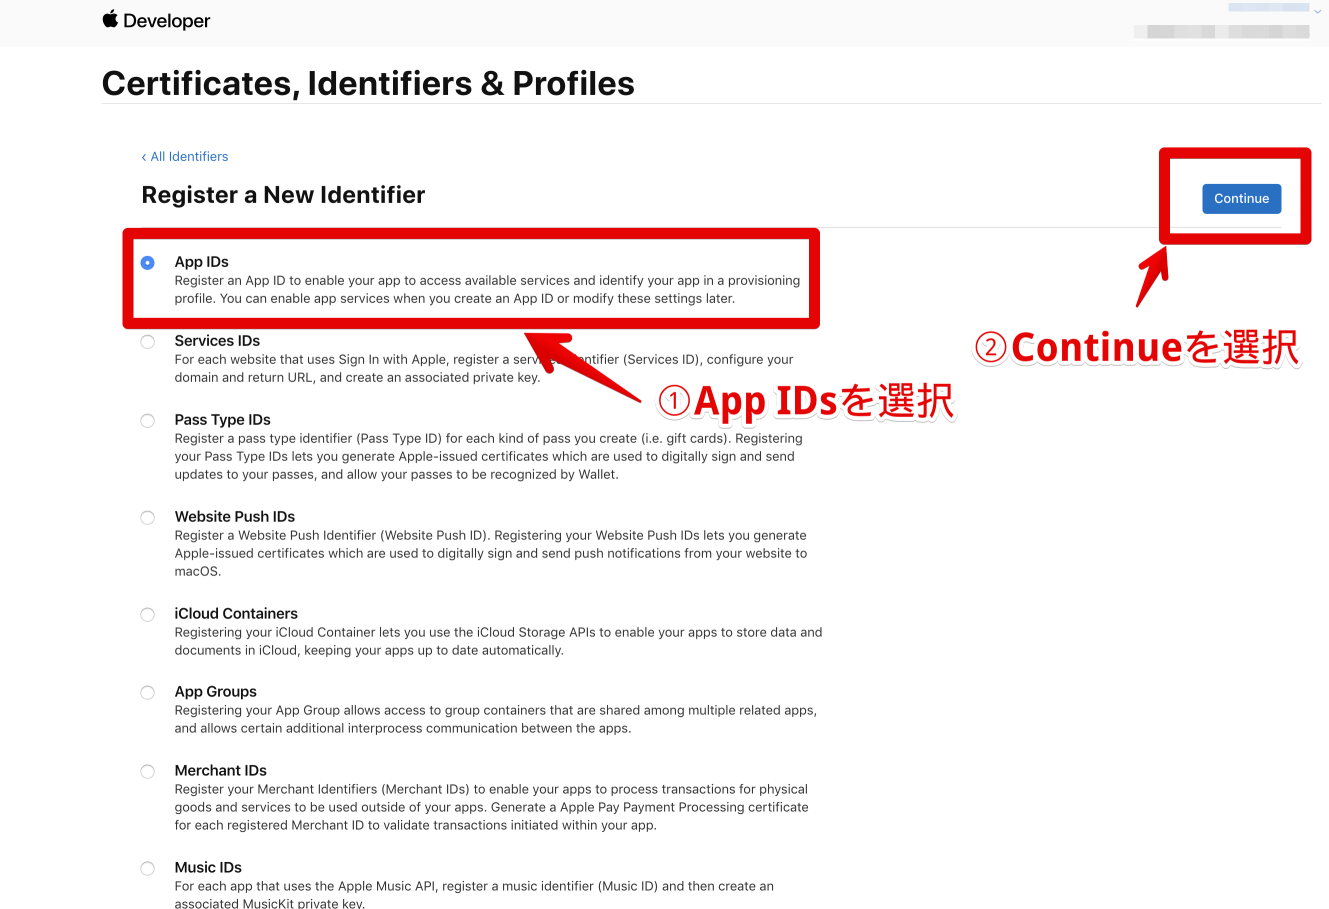 Developer
Certificates, Identifiers & Profiles
‹ All Identifiers
Register a New Identifier
Continue
App IDs
Register an App ID to enable your app to access available services and identify your app in a provisioning
profile. You can enable app services when you create an App ID or modify these settings later.
②Continueを選択
Services IDs
For each website that uses Sign In with Apple, register a entifier (Services ID), configure your
domain and return URL, and create an associated private key.
①App IDsを選択
Pass Type IDs
Register a pass type identifier (Pass Type ID) for each kind of pass you create (i.e. gift cards). Registering
your Pass Type IDs lets you generate Apple-issued certificates which are used to digitally sign and send
updates to your passes, and allow your passes to be recognized by Wallet.
Website Push IDs
Register a Website Push Identifier (Website Push ID). Registering your Website Push IDs lets you generate
Apple-issued certificates which are used to digitally sign and send push notifications from your website to
macOS.
iCloud Containers
Registering your iCloud Container lets you use the iCloud Storage APIs to enable your apps to store data and
documents in iCloud, keeping your apps up to date automatically.
App Groups
Registering your App Group allows access to group containers that are shared among multiple related apps,
and allows certain additional interprocess communication between the apps.
Merchant IDs
Register your Merchant Identifiers (Merchant IDs) to enable your apps to process transactions for physical
goods and services to be used outside of your apps. Generate a Apple Pay Payment Processing certificate
for each registered Merchant ID to validate transactions initiated within your app.
Music IDs
For each app that uses the Apple Music API, register a music identifier (Music ID) and then create an
associated MusicKit private key.